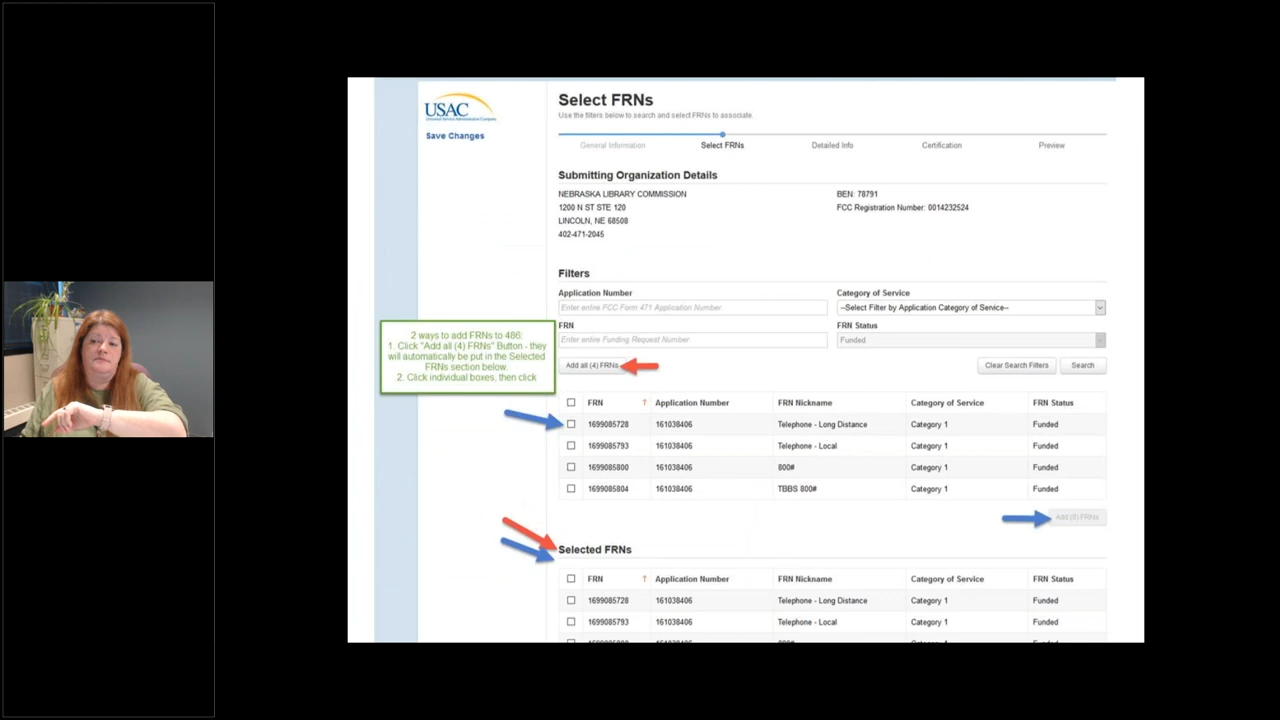 USAC
Universal Service Administrative Company
Save Changes
Select FRNs
Use the filters below to search and select FRNs to associate.
General Information
Select FRNs
Detailed Info
Certification
Preview
Submitting Organization Details
NEBRASKA LIBRARY COMMISSION
1200 N ST STE 120
LINCOLN, NE 68508
402-471-2045
BEN: 78791
FCC Registration Number: 0014232524
Filters
Application Number
Enter entire FCC Form 471 Application Number
Category of Service
--Select Filter by Application Category of Service--
FRN
Enter entire Funding Request Number
FRN Status
Funded
2 ways to add FRNs to 486:
1. Click "Add all (4) FRNs" Button - they
will automatically be put in the Selected
FRNs section below.
2. Click individual boxes, then click
Add all (4) FRNs
Clear Search Filters
Search
FRN ↑ Application Number FRN Nickname Category of Service FRN Status
1699085728 161038406 Telephone - Long Distance Category 1 Funded
1699085793 161038406 Telephone - Local Category 1 Funded
1699085800 161038406 800# Category 1 Funded
1699085804 161038406 TBBS 800# Category 1 Funded
Add (0) FRNs
Selected FRNs
FRN ↑ Application Number FRN Nickname Category of Service FRN Status
1699085728 161038406 Telephone - Long Distance Category 1 Funded
1699085793 161038406 Telephone - Local Category 1 Funded